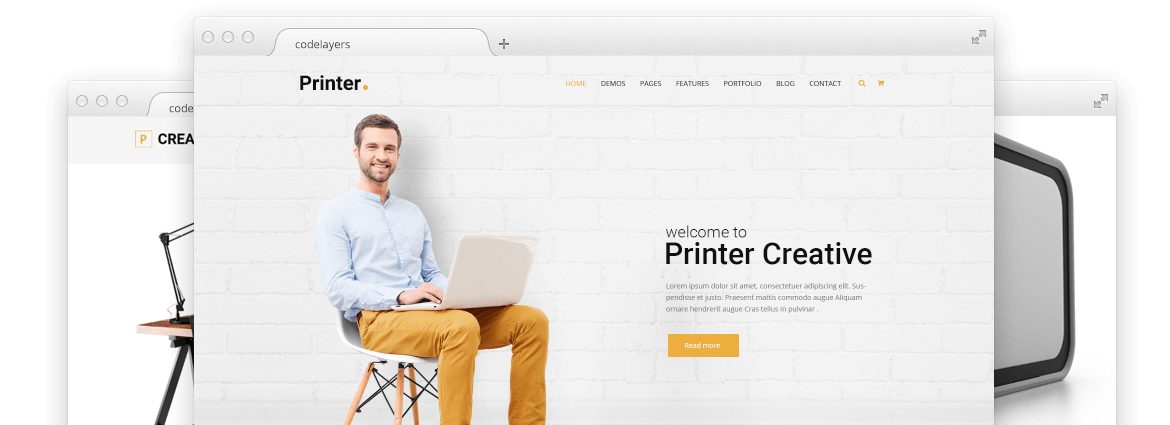 codelayers
Printer.
HOME DEMOS PAGES FEATURES PORTFOLIO BLOG CONTACT
code
P CREA
welcome to
Printer Creative
Lorem ipsum dolor sit amet, consectetuer adipiscing elit. Sus-
pendisse et justo. Praesent mattis commodo augue Aliquam
ornare hendrerit augue Cras tellus In pulvinar .
Read more